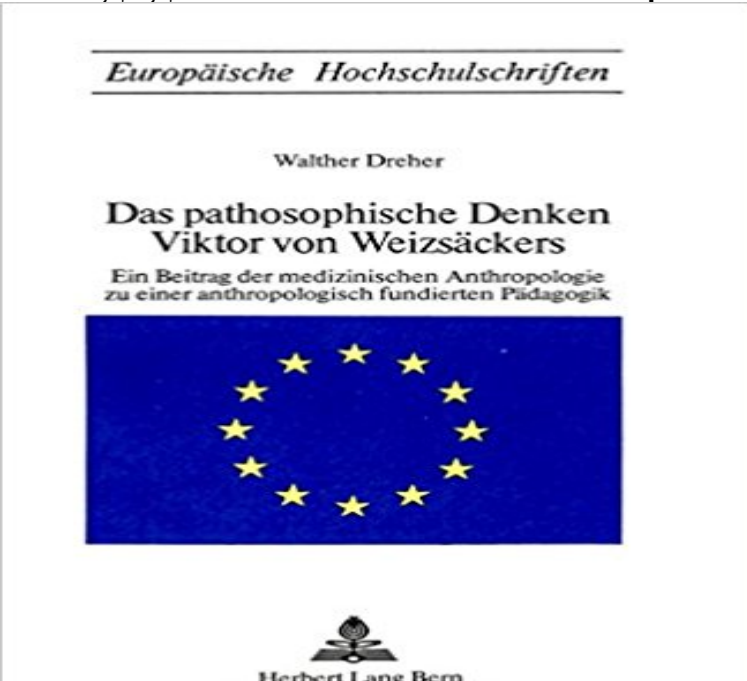 Europäische Hochschulschriften
Walther Dreher
Das pathosophische Denken
Viktor von Weizsäckers
Ein Beitrag der medizinischen Anthropologie
zu einer anthropologisch fundierten Pädagogik
Herbert Lang Bern